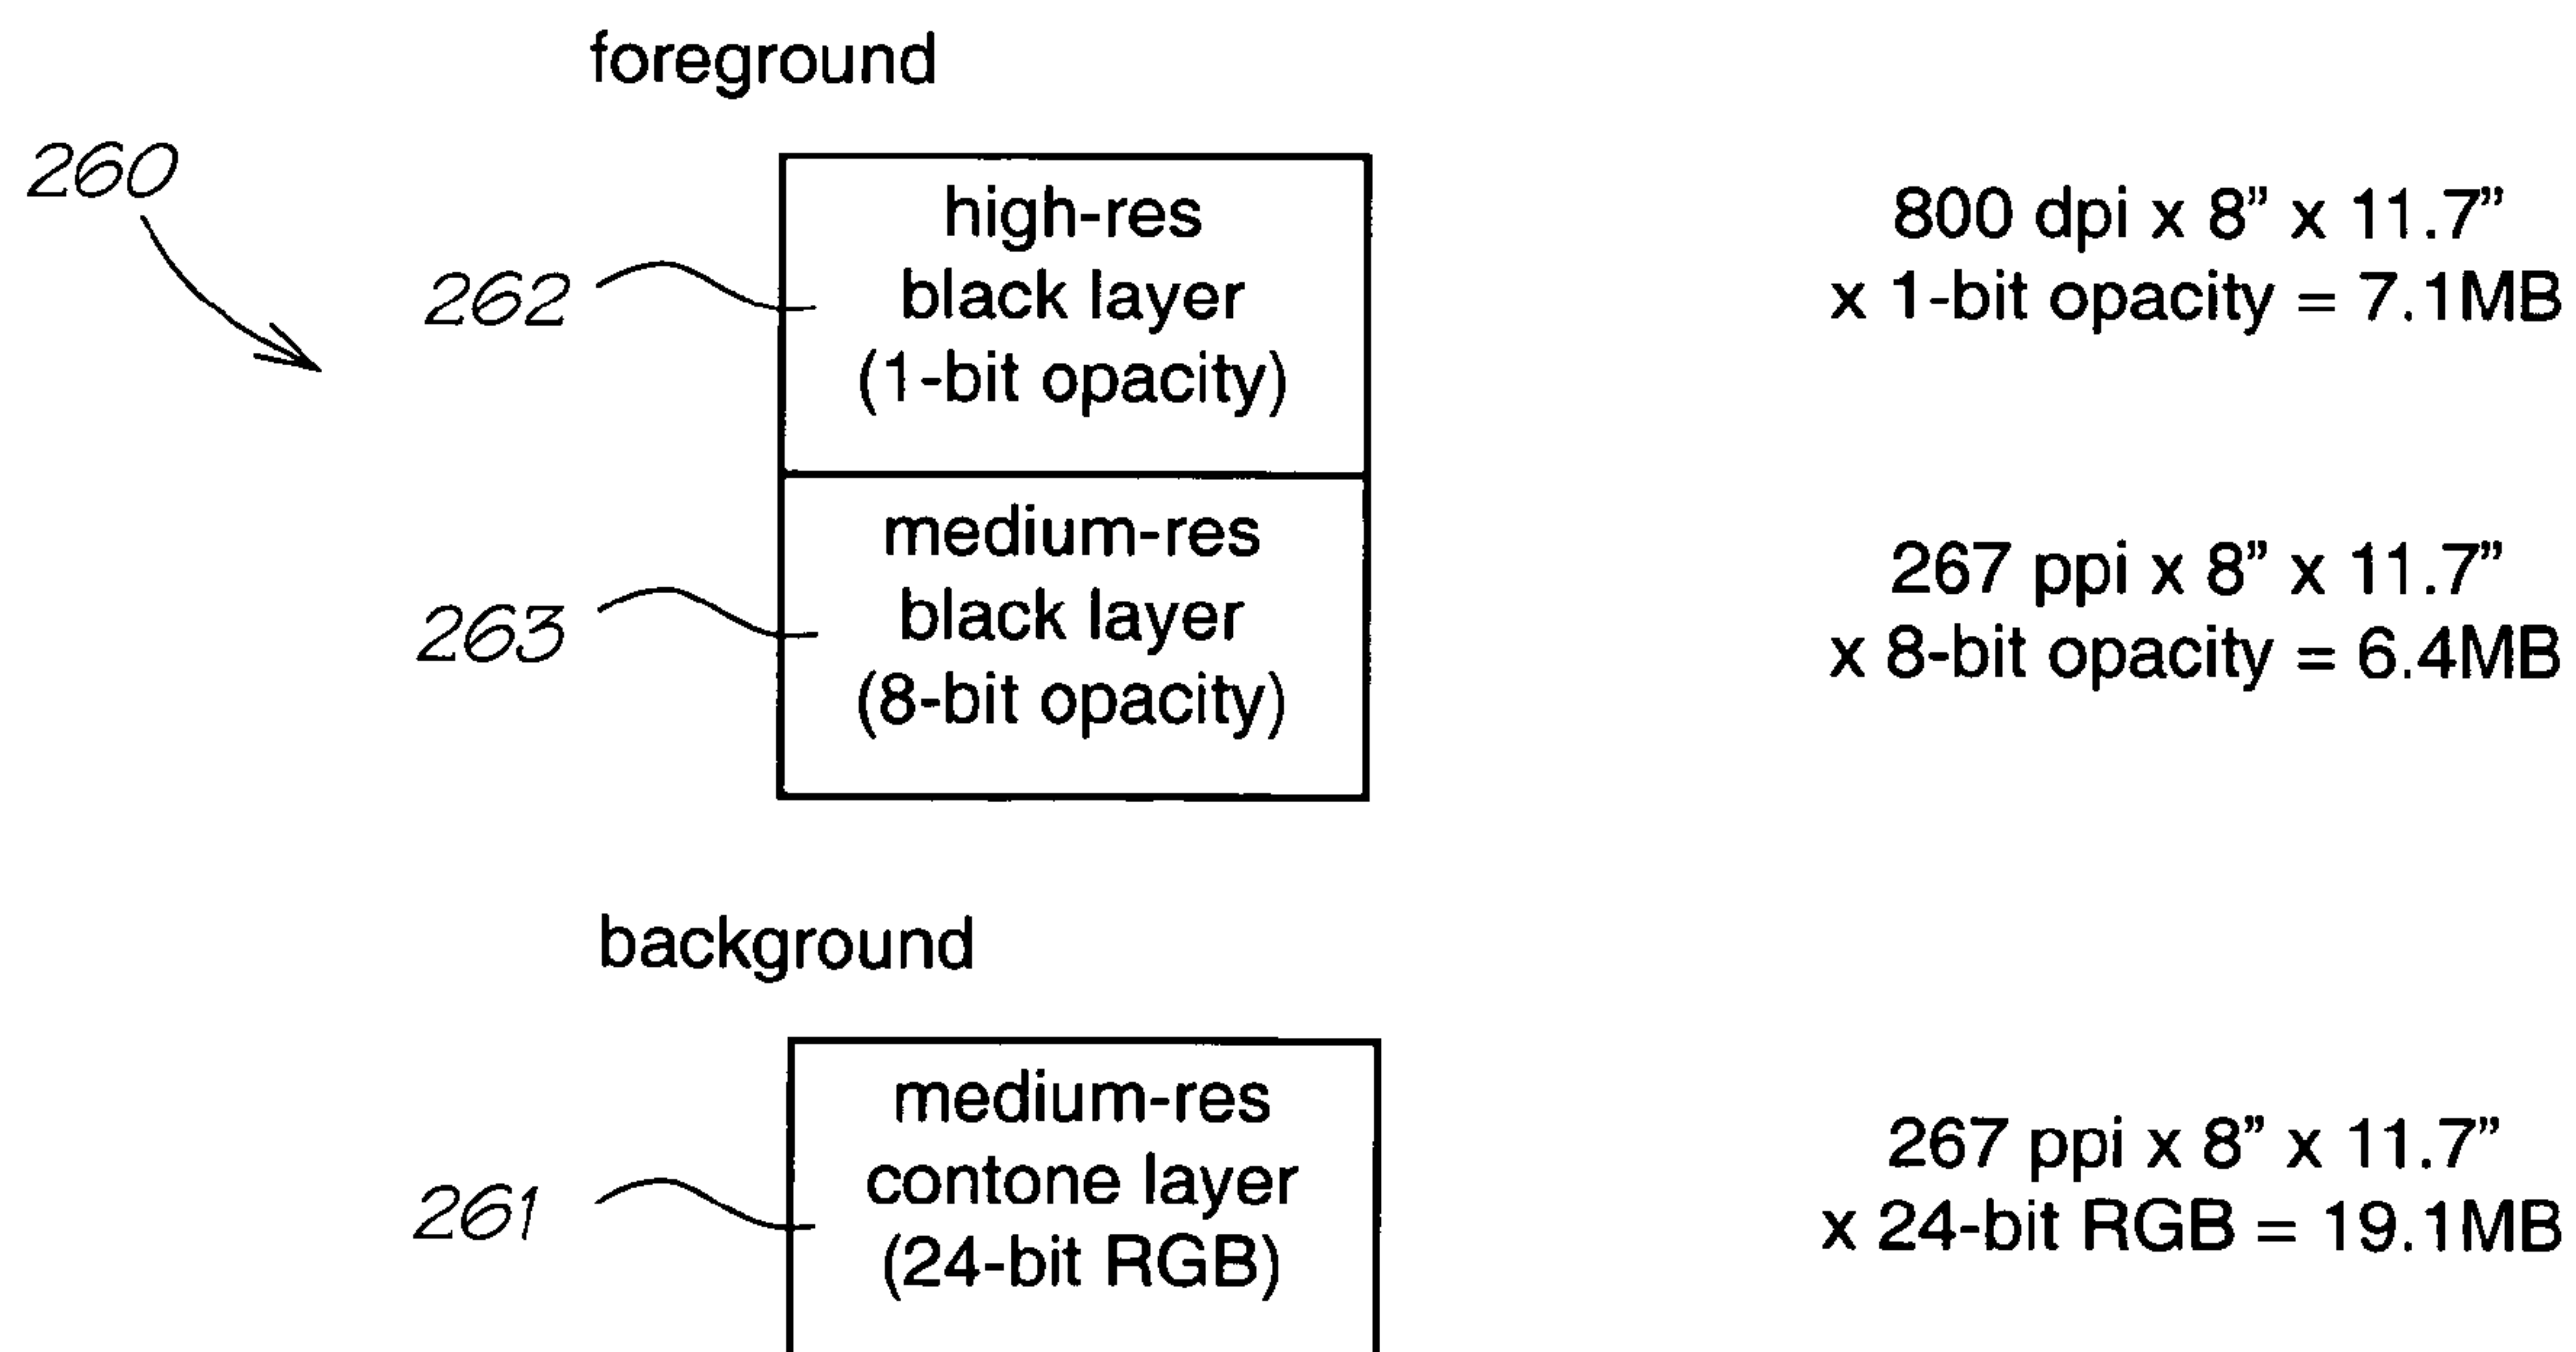 foreground
260
262
high-res
black layer
(1-bit opacity)
800 dpi x 8” x 11.7”
x 1-bit opacity = 7.1MB
263
medium-res
black layer
(8-bit opacity)
267 ppi x 8” x 11.7”
x 8-bit opacity = 6.4MB
background
261
medium-res
contone layer
(24-bit RGB)
267 ppi x 8” x 11.7”
x 24-bit RGB = 19.1MB